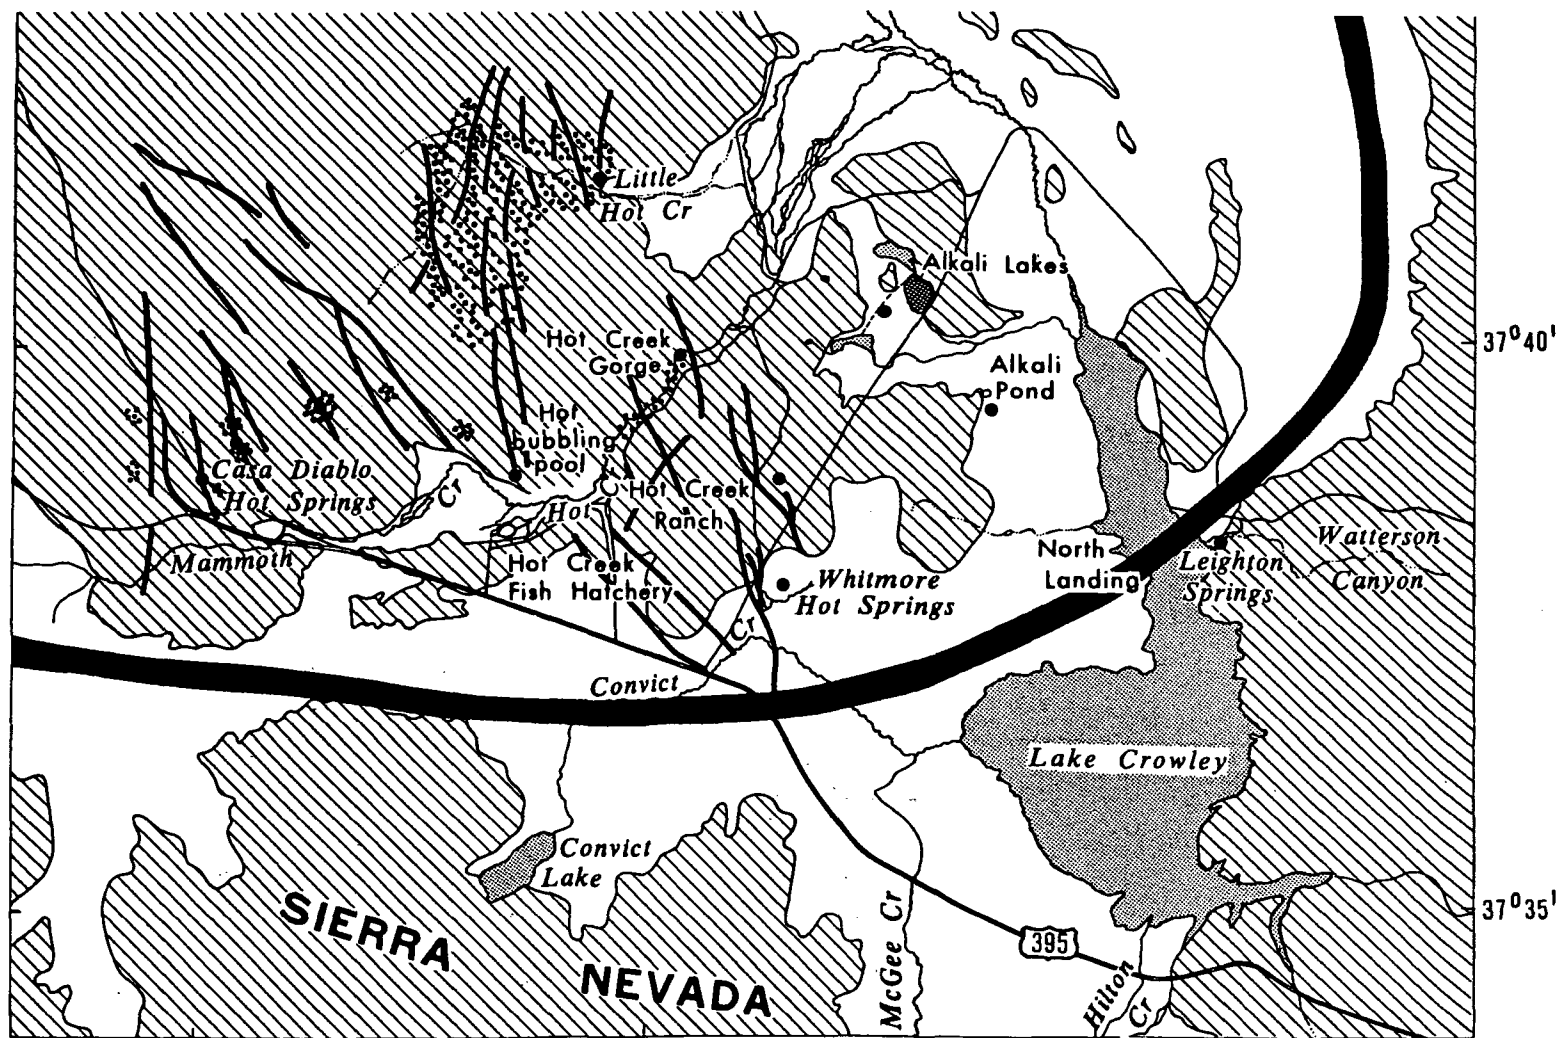 Little
Hot Cr
Alkali Lakes
Hot Creek
Gorge
37° 40'
Alkali
Pond
Hot
bubbling
pool
Casa Diablo
Hot Springs
Cr
Hot Creek
Ranch
Hot
Mammoth
Hot Creek
Fish Hatchery
North
Landing
Leighton
Springs
Watterson
Canyon
Whitmore
Hot Springs
Cr
Convict
Lake Crowley
Convict
Lake
SIERRA
NEVADA
McGee Cr
395
Hilton
Cr
37° 35'